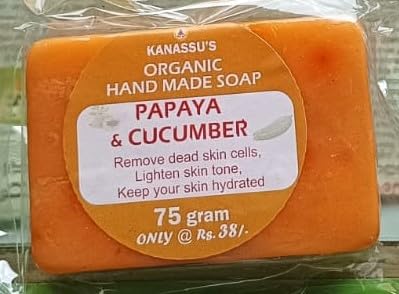 KANASSU'S
ORGANIC
HAND MADE SOAP
PAPAYA
& CUCUMBER
Remove dead skin cells,
Lighten skin tone,
Keep your skin hydrated
75 gram
ONLY @ Rs. 38/.